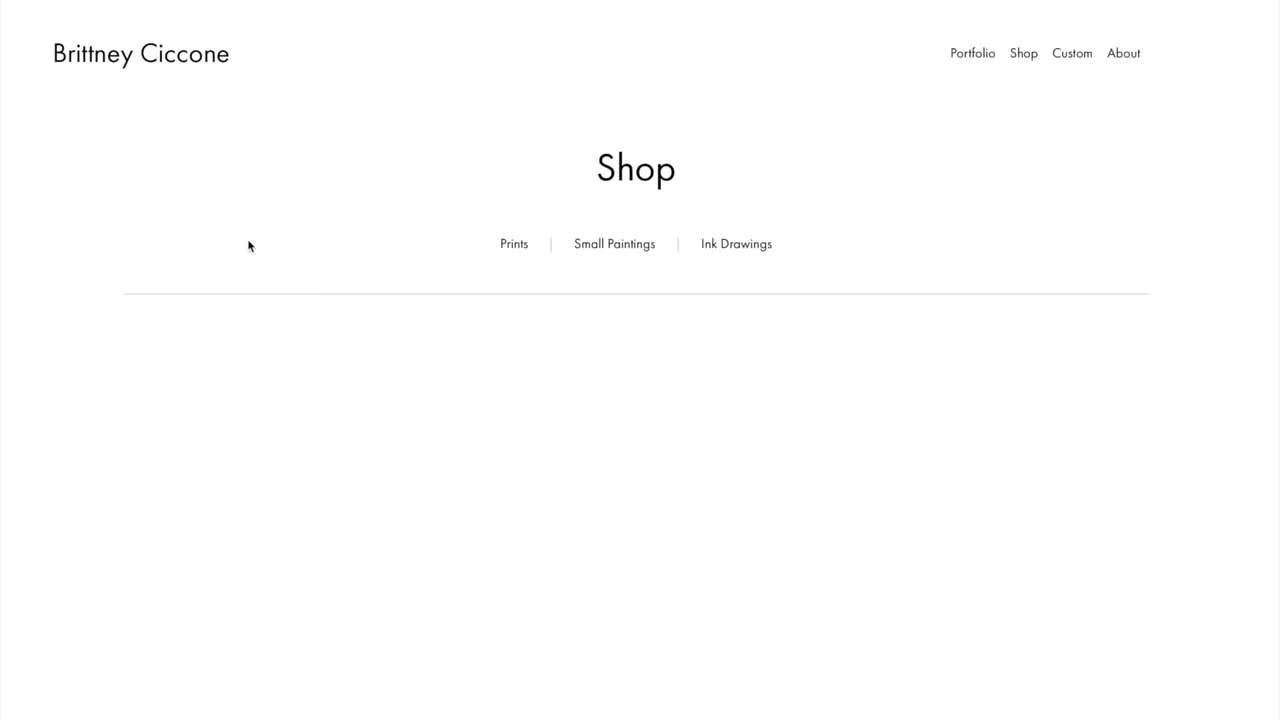 Brittney Ciccone
Portfolio Shop Custom About
Shop
Prints | Small Paintings | Ink Drawings